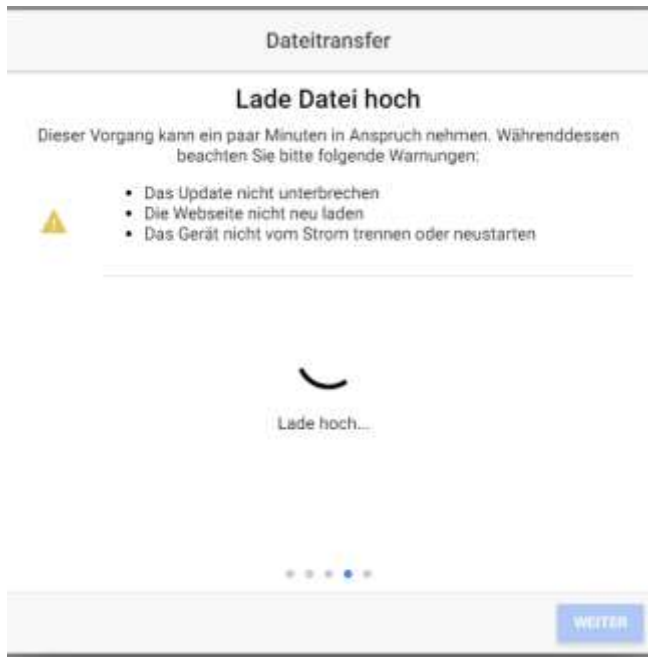 Dateitransfer
Lade Datei hoch
Dieser Vorgang kann ein paar Minuten in Anspruch nehmen. Währenddessen
beachten Sie bitte folgende Warnungen:
• Das Update nicht unterbrechen
• Die Webseite nicht neu laden
• Das Gerät nicht vom Strom trennen oder neustarten
Lade hoch...
WEITER